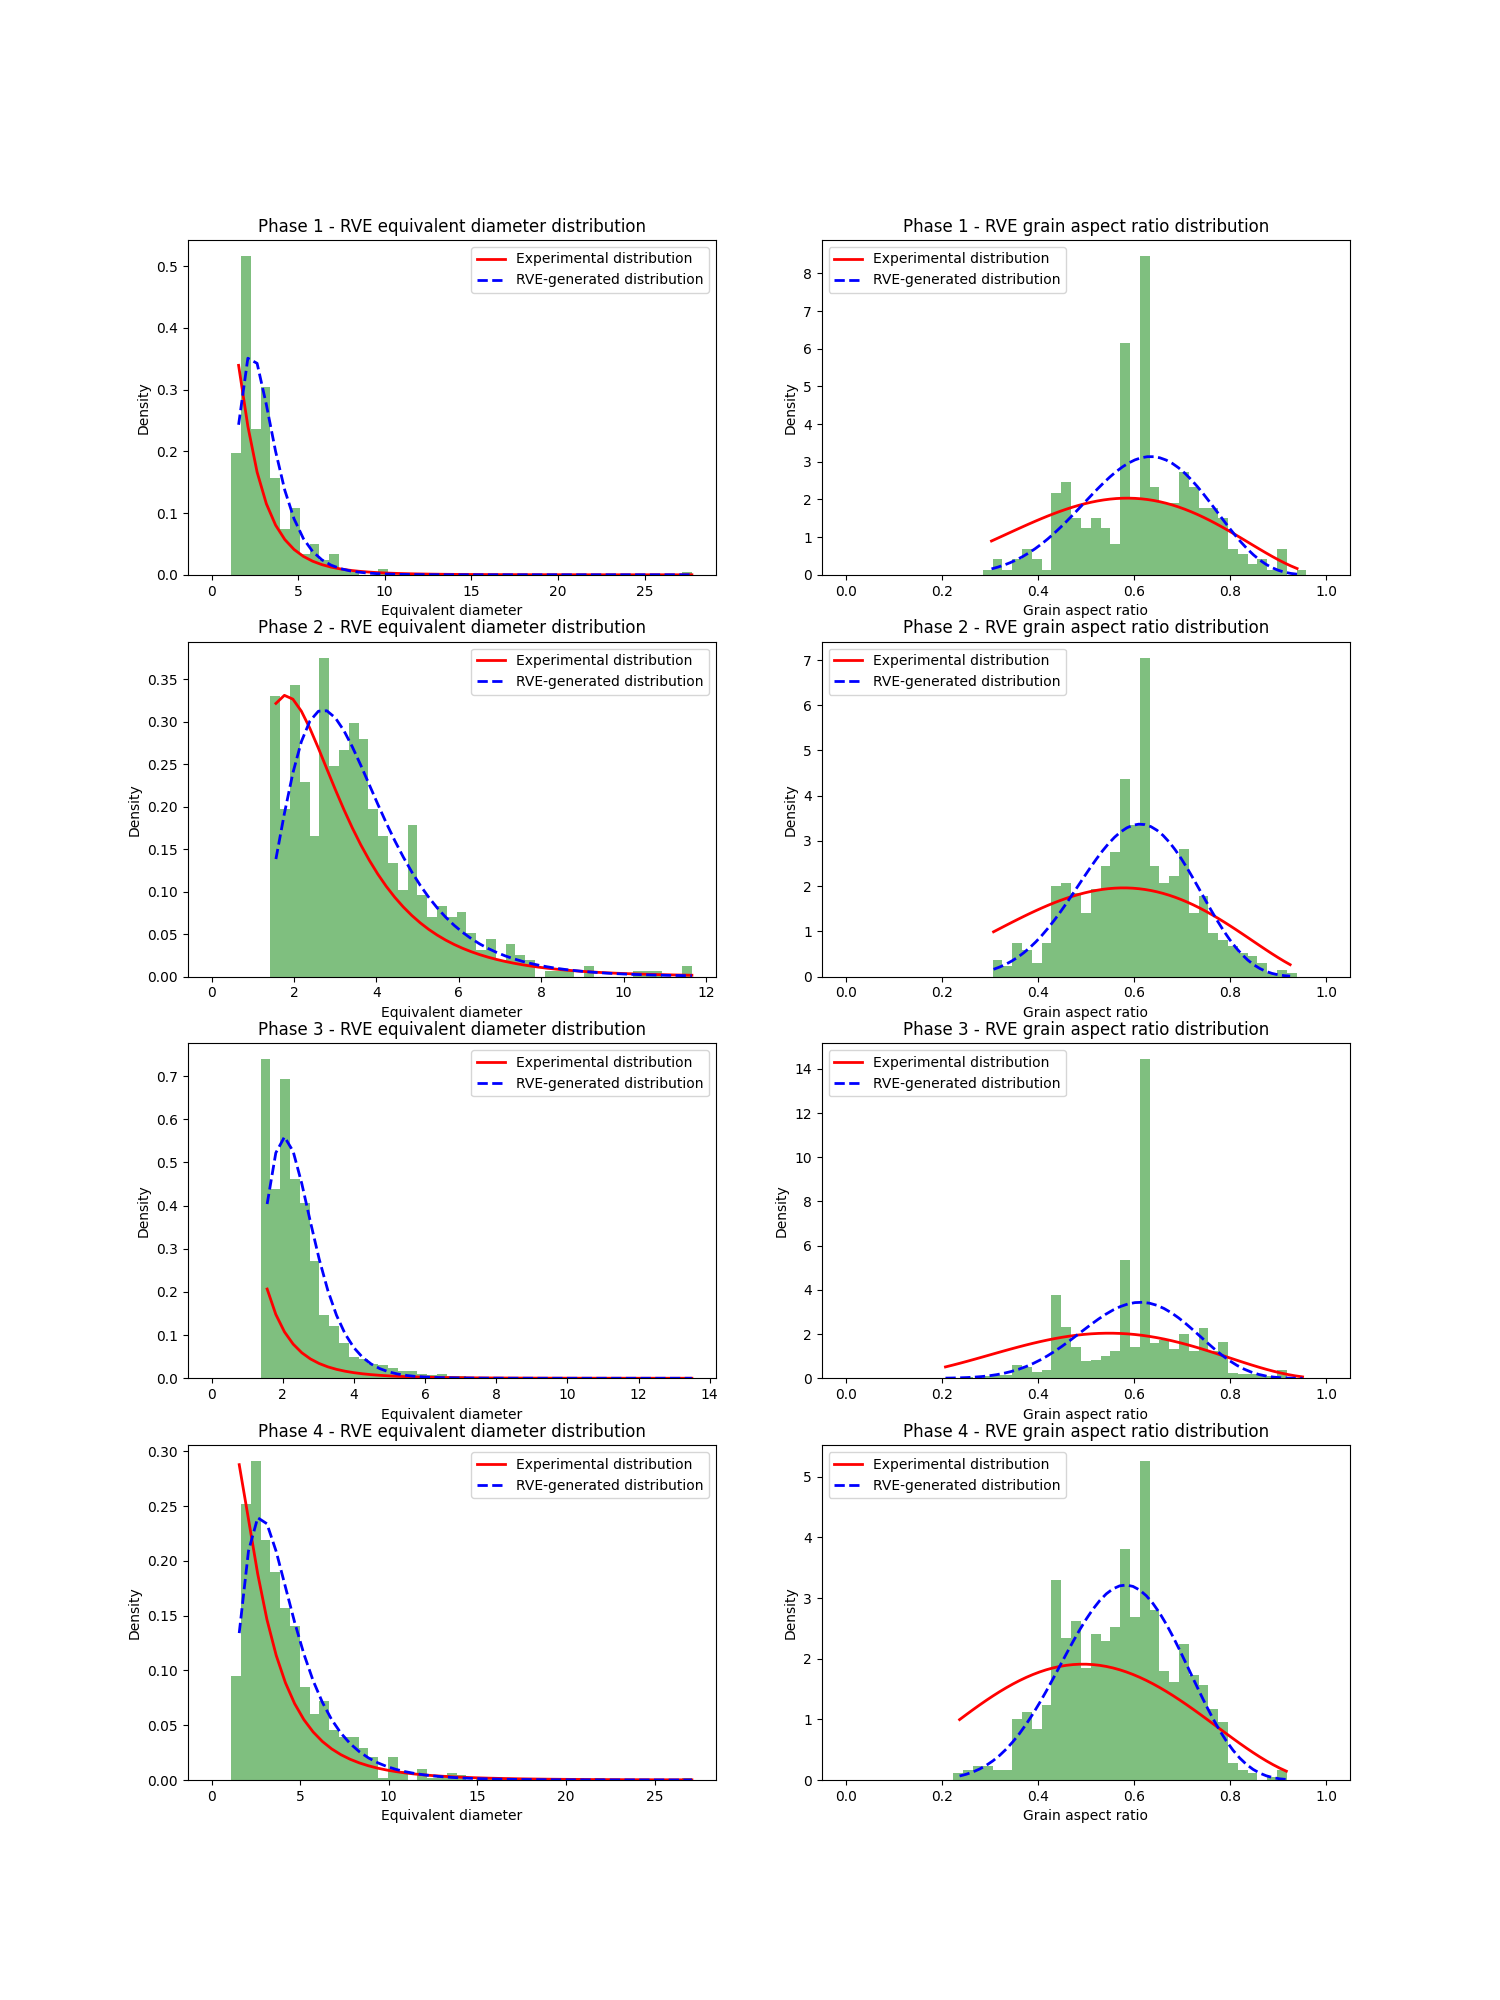 Phase 1 - RVE equivalent diameter distribution
Experimental distribution
RVE-generated distribution
0.5
0.4
0.3
0.2
0.1
0.0
Density
0 5 10 15 20 25
Equivalent diameter
Phase 1 - RVE grain aspect ratio distribution
Experimental distribution
RVE-generated distribution
8
7
6
5
4
3
2
1
0
Density
0.0 0.2 0.4 0.6 0.8 1.0
Grain aspect ratio
Phase 2 - RVE equivalent diameter distribution
Experimental distribution
RVE-generated distribution
0.35
0.30
0.25
0.20
0.15
0.10
0.05
0.00
Density
0 2 4 6 8 10 12
Equivalent diameter
Phase 2 - RVE grain aspect ratio distribution
Experimental distribution
RVE-generated distribution
7
6
5
4
3
2
1
0
Density
0.0 0.2 0.4 0.6 0.8 1.0
Grain aspect ratio
Phase 3 - RVE equivalent diameter distribution
Experimental distribution
RVE-generated distribution
0.7
0.6
0.5
0.4
0.3
0.2
0.1
0.0
Density
0 2 4 6 8 10 12 14
Equivalent diameter
Phase 3 - RVE grain aspect ratio distribution
Experimental distribution
RVE-generated distribution
14
12
10
8
6
4
2
0
Density
0.0 0.2 0.4 0.6 0.8 1.0
Grain aspect ratio
Phase 4 - RVE equivalent diameter distribution
Experimental distribution
RVE-generated distribution
0.30
0.25
0.20
0.15
0.10
0.05
0.00
Density
0 5 10 15 20 25
Equivalent diameter
Phase 4 - RVE grain aspect ratio distribution
Experimental distribution
RVE-generated distribution
5
4
3
2
1
0
Density
0.0 0.2 0.4 0.6 0.8 1.0
Grain aspect ratio